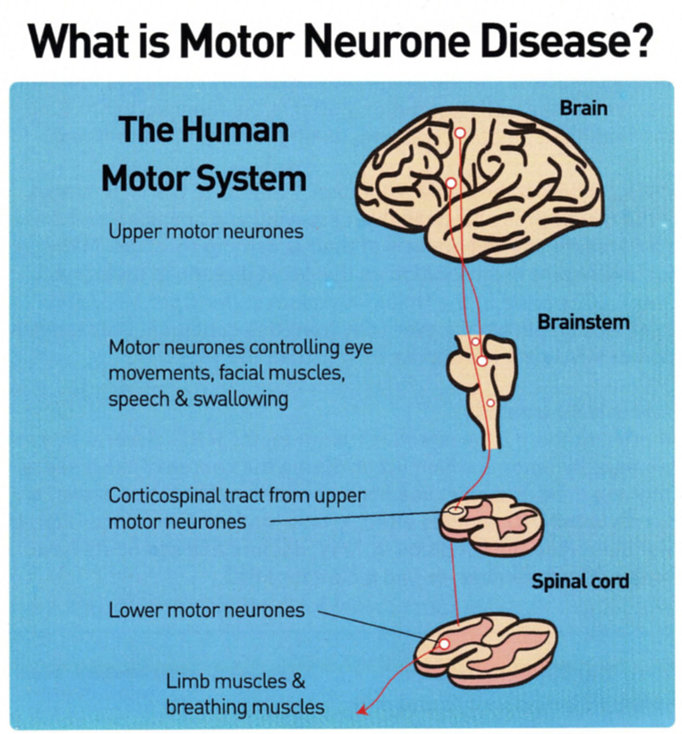 What is Motor Neurone Disease?
The Human
Motor System
Brain
Upper motor neurones
Brainstem
Motor neurones controlling eye
movements, facial muscles,
speech & swallowing
Corticospinal tract from upper
motor neurones
Spinal cord
Lower motor neurones
Limb muscles &
breathing muscles